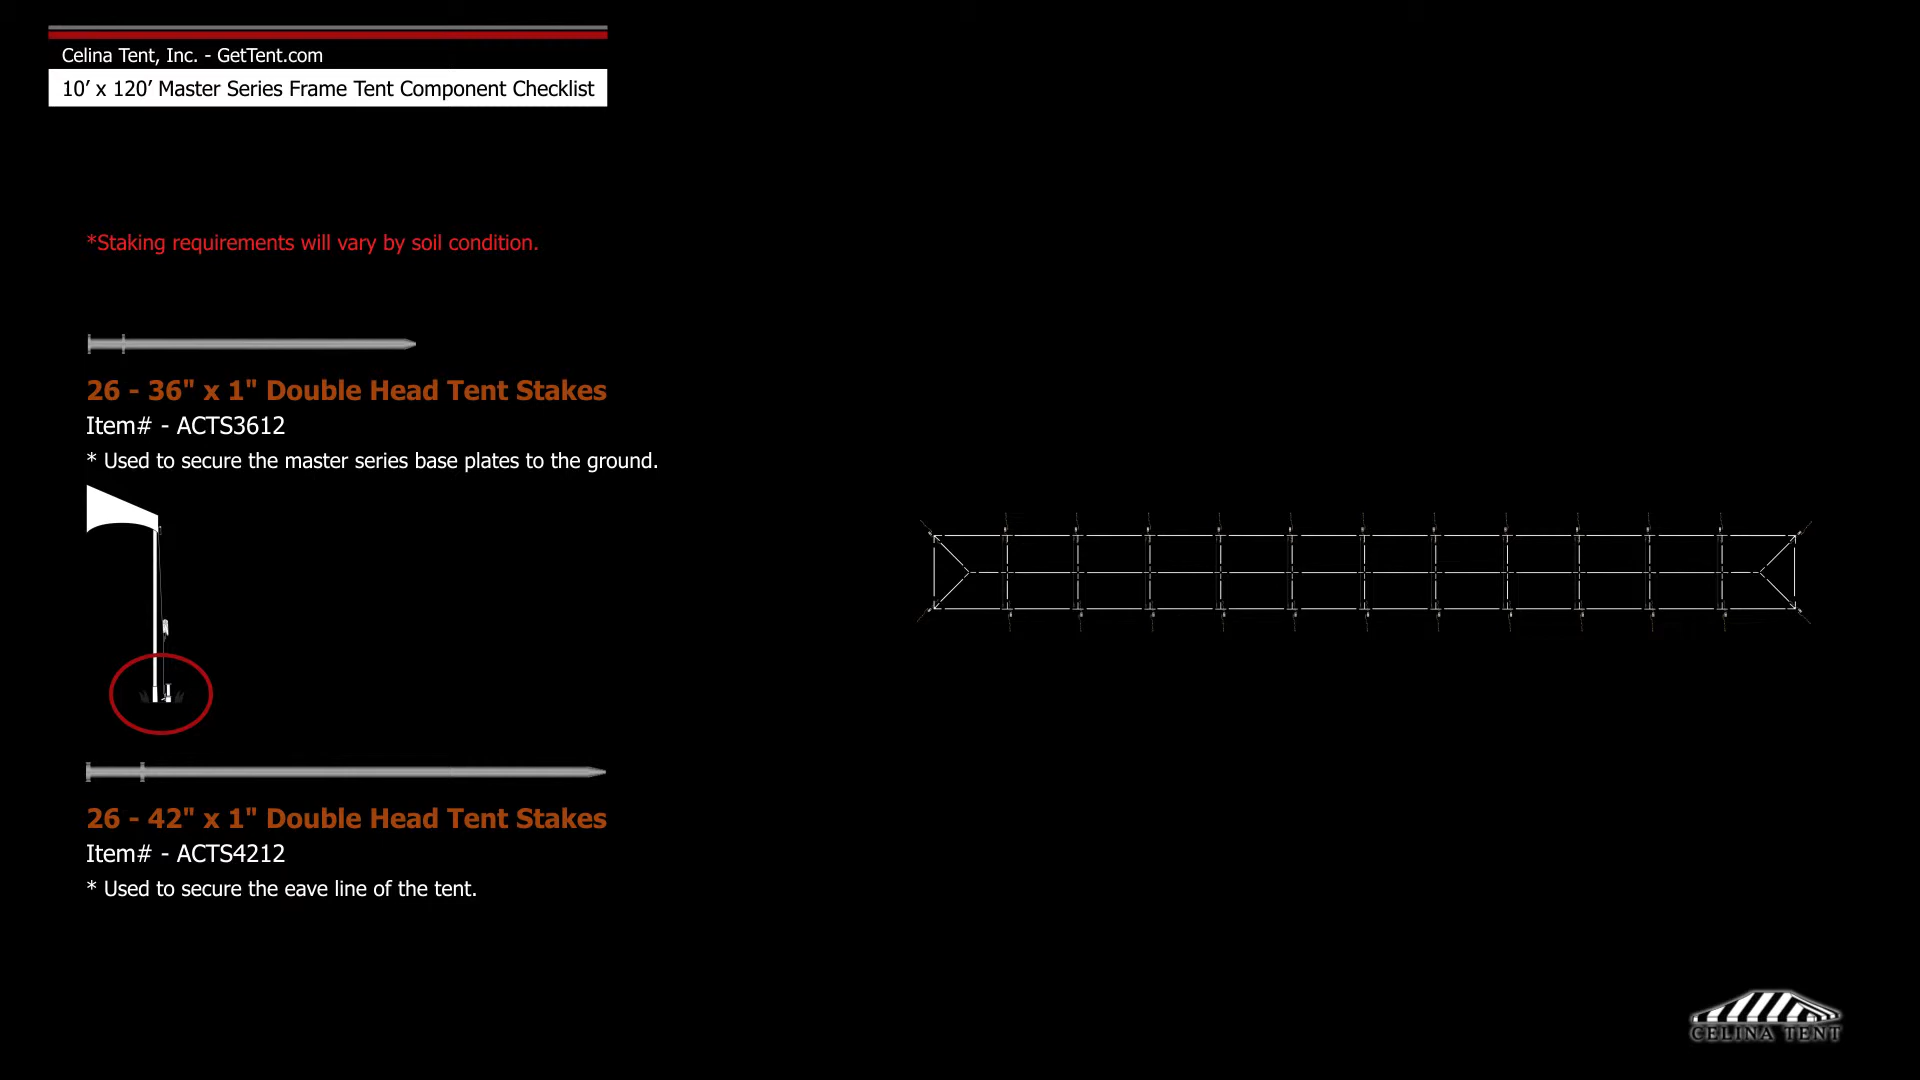 Celina Tent, Inc. - GetTent.com
10’ x 120’ Master Series Frame Tent Component Checklist
*Staking requirements will vary by soil condition.
26 - 36" x 1" Double Head Tent Stakes
Item# - ACTS3612
* Used to secure the master series base plates to the ground.
26 - 42" x 1" Double Head Tent Stakes
Item# - ACTS4212
* Used to secure the eave line of the tent.
CELINA TENT